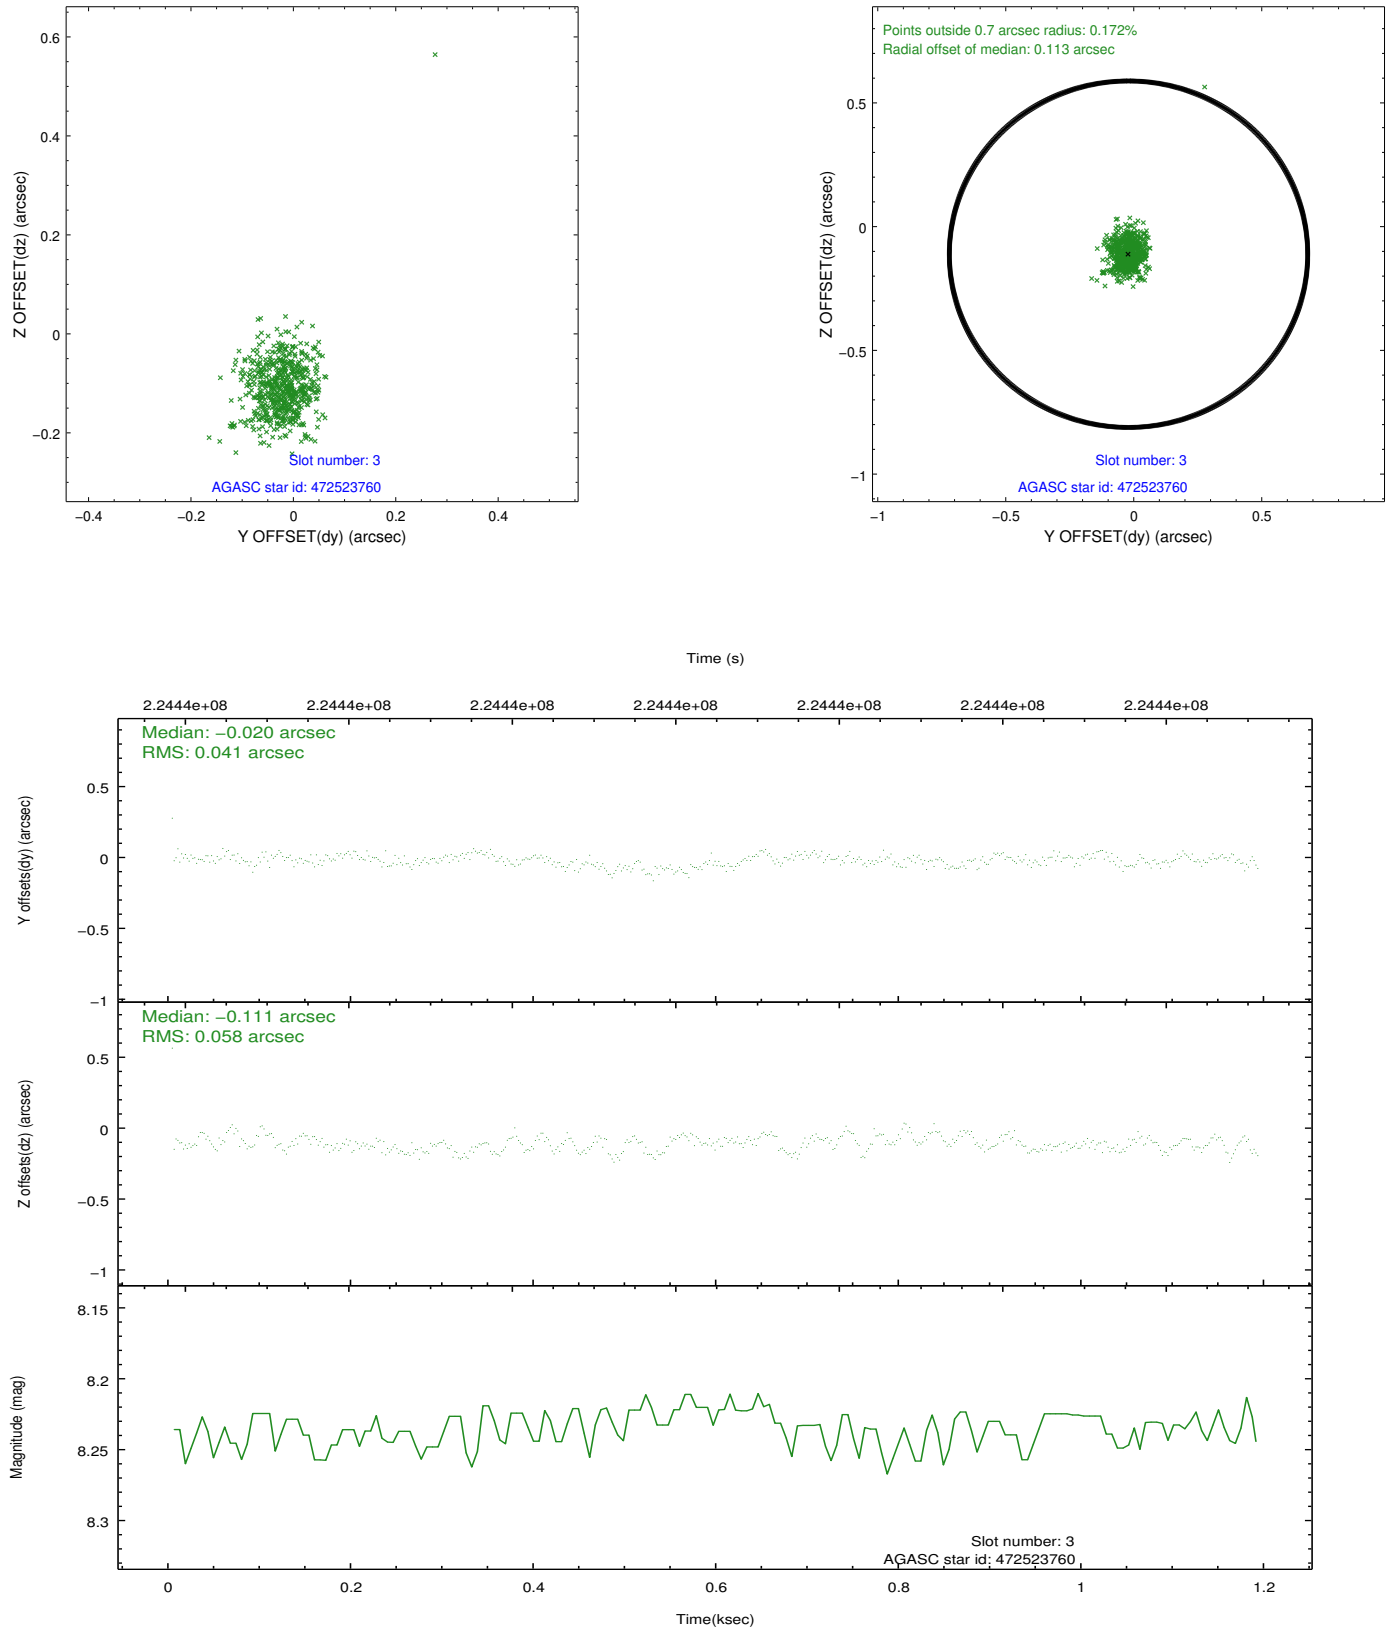 0.6
0.4
0.2
0
−0.2
−0.4
−0.2
0
0.2
0.4
Z OFFSET(dz) (arcsec)
Y OFFSET(dy) (arcsec)
Slot number: 3
AGASC star id: 472523760
Points outside 0.7 arcsec radius: 0.172%
Radial offset of median: 0.113 arcsec
0.5
0
−0.5
−1
−1
−0.5
0
0.5
Z OFFSET(dz) (arcsec)
Y OFFSET(dy) (arcsec)
Slot number: 3
AGASC star id: 472523760
Time (s)
2.2444e+08
2.2444e+08
2.2444e+08
2.2444e+08
2.2444e+08
2.2444e+08
2.2444e+08
Median: −0.020 arcsec
RMS: 0.041 arcsec
0.5
0
−0.5
−1
Y offsets(dy) (arcsec)
Median: −0.111 arcsec
RMS: 0.058 arcsec
0.5
0
−0.5
−1
Z offsets(dz) (arcsec)
8.15
8.2
8.25
8.3
Magnitude (mag)
Slot number: 3
AGASC star id: 472523760
0
0.2
0.4
0.6
0.8
1
1.2
Time(ksec)